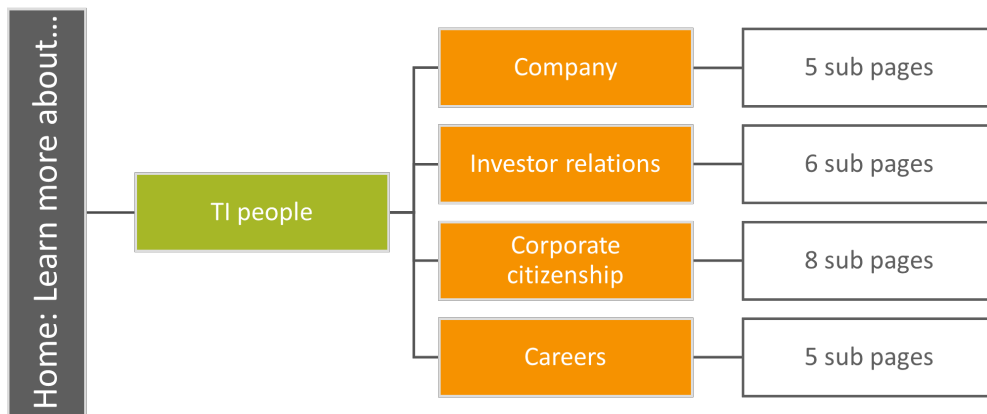 Home: Learn more about...
TI people
Company
5 sub pages
Investor relations
6 sub pages
Corporate
citizenship
8 sub pages
Careers
5 sub pages